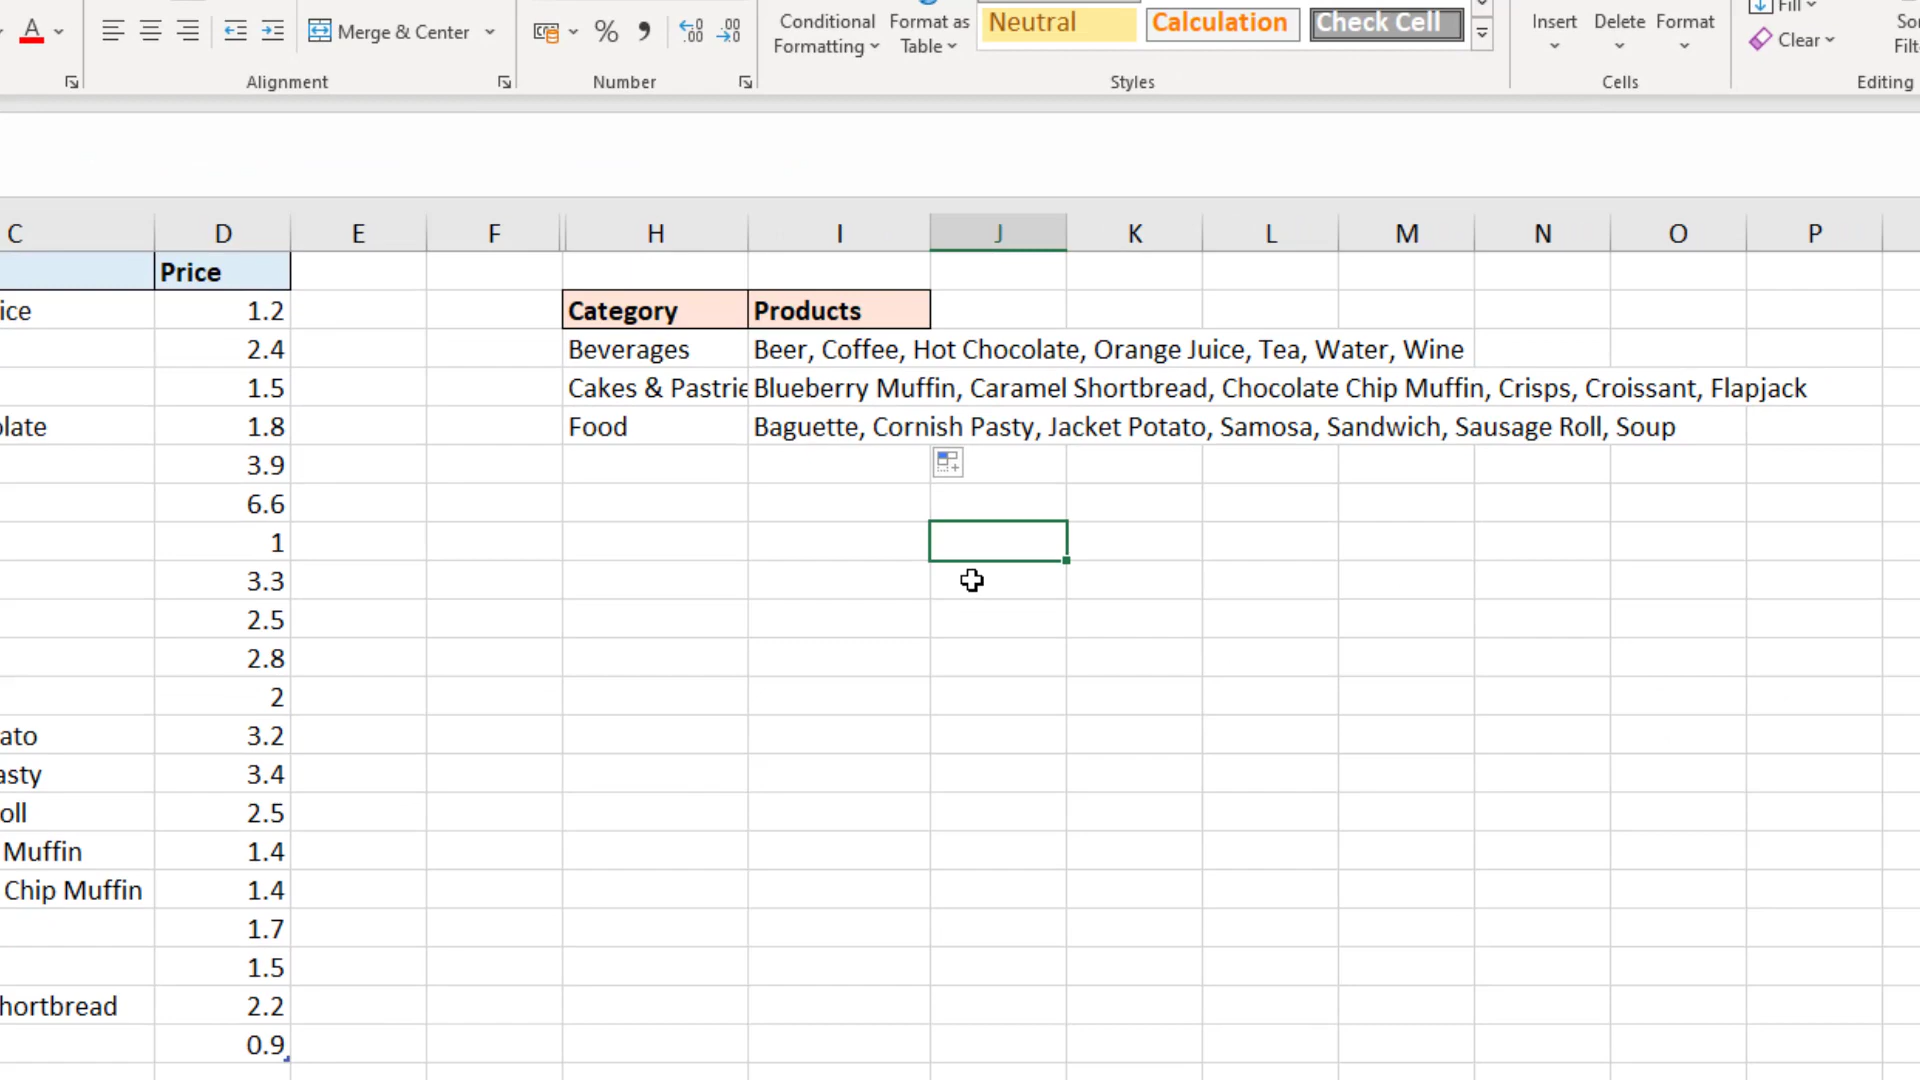 A
Merge & Center
%
Conditional Formatting
Format as Table
Neutral
Calculation
Check Cell
Insert
Delete
Format
Fill
Clear
Alignment
Number
Styles
Cells
Editing
C D E F H I J K L M N O P
Price
ice 1.2 Category Products
2.4 Beverages Beer, Coffee, Hot Chocolate, Orange Juice, Tea, Water, Wine
1.5 Cakes & Pastrie Blueberry Muffin, Caramel Shortbread, Chocolate Chip Muffin, Crisps, Croissant, Flapjack
olate 1.8 Food Baguette, Cornish Pasty, Jacket Potato, Samosa, Sandwich, Sausage Roll, Soup
3.9
6.6
1
3.3
2.5
2.8
2
ato 3.2
asty 3.4
oll 2.5
Muffin 1.4
Chip Muffin 1.4
1.7
1.5
hortbread 2.2
0.9